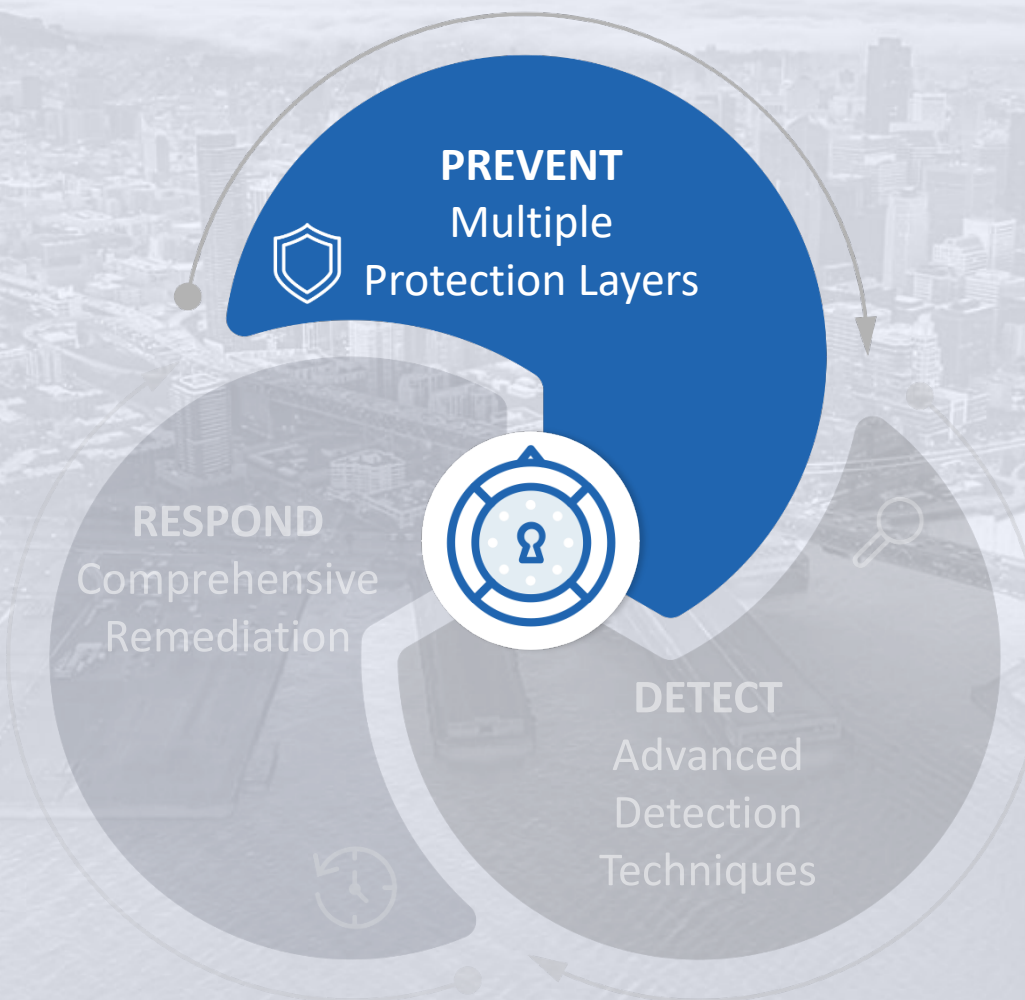 PREVENT
Multiple
Protection Layers
RESPOND
Comprehensive
Remediation
DETECT
Advanced
Detection
Techniques